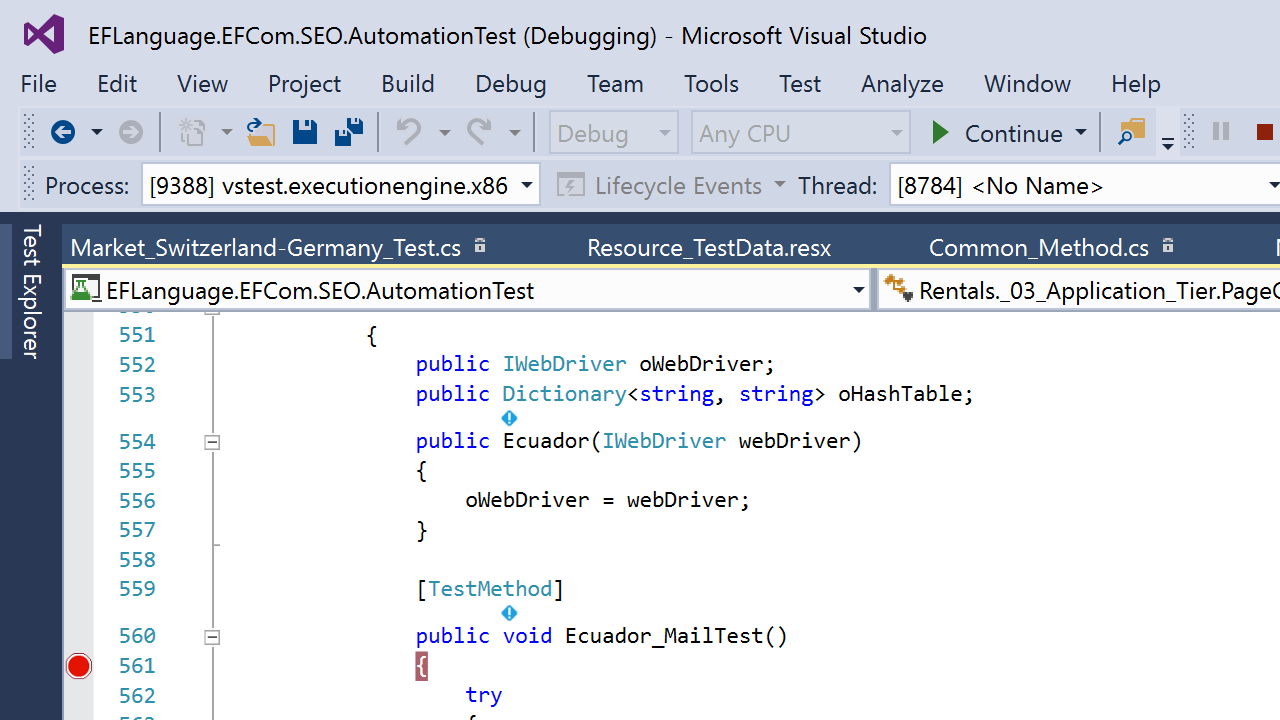 EFLanguage.EFCom.SEO.AutomationTest (Debugging) - Microsoft Visual Studio
File Edit View Project Build Debug Team Tools Test Analyze Window Help
Debug Any CPU Continue
Process: [9388] vstest.executionengine.x86 Lifecycle Events Thread: [8784] <No Name>
Test Explorer
Market_Switzerland-Germany_Test.cs Resource_TestData.resx Common_Method.cs
EFLanguage.EFCom.SEO.AutomationTest Rentals._03_Application_Tier.Page
551 {
552 public IWebDriver oWebDriver;
553 public Dictionary<string, string> oHashTable;
554 public Ecuador(IWebDriver webDriver)
555 {
556 oWebDriver = webDriver;
557 }
558
559 [TestMethod]
560 public void Ecuador_MailTest()
561 {
562 try